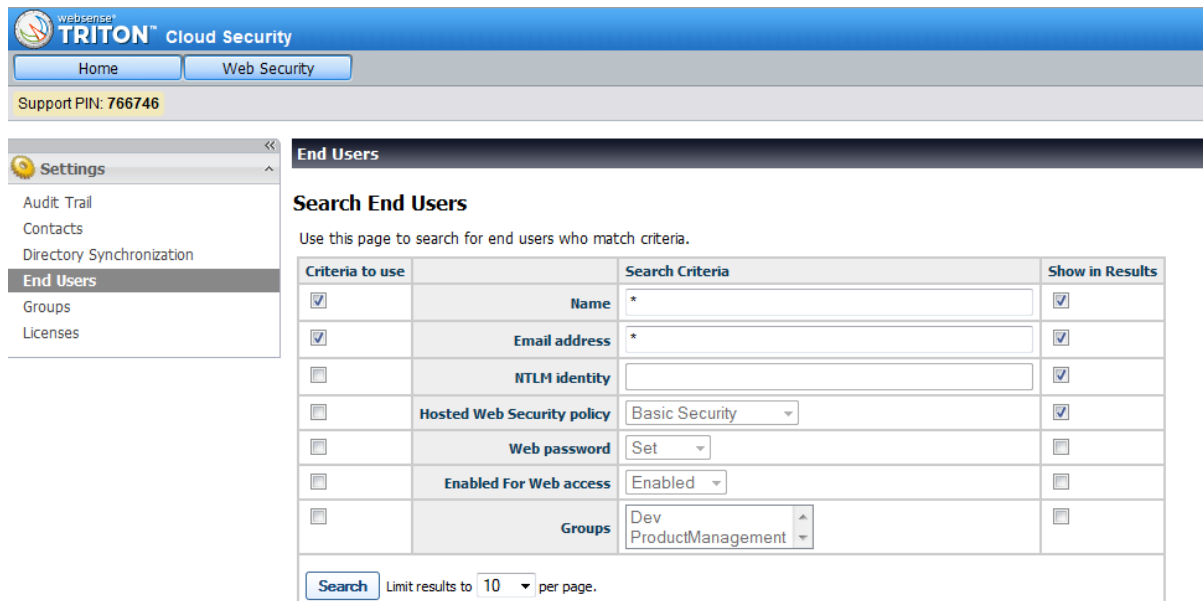 websense®
TRITON™ Cloud Security
Home Web Security
Support PIN: 766746
«
Settings
Audit Trail
Contacts
Directory Synchronization
End Users
Groups
Licenses
End Users
Search End Users
Use this page to search for end users who match criteria.
Criteria to use Search Criteria Show in Results
Name *
Email address *
NTLM identity
Hosted Web Security policy Basic Security
Web password Set
Enabled For Web access Enabled
Groups Dev
ProductManagement
Search Limit results to 10 per page.